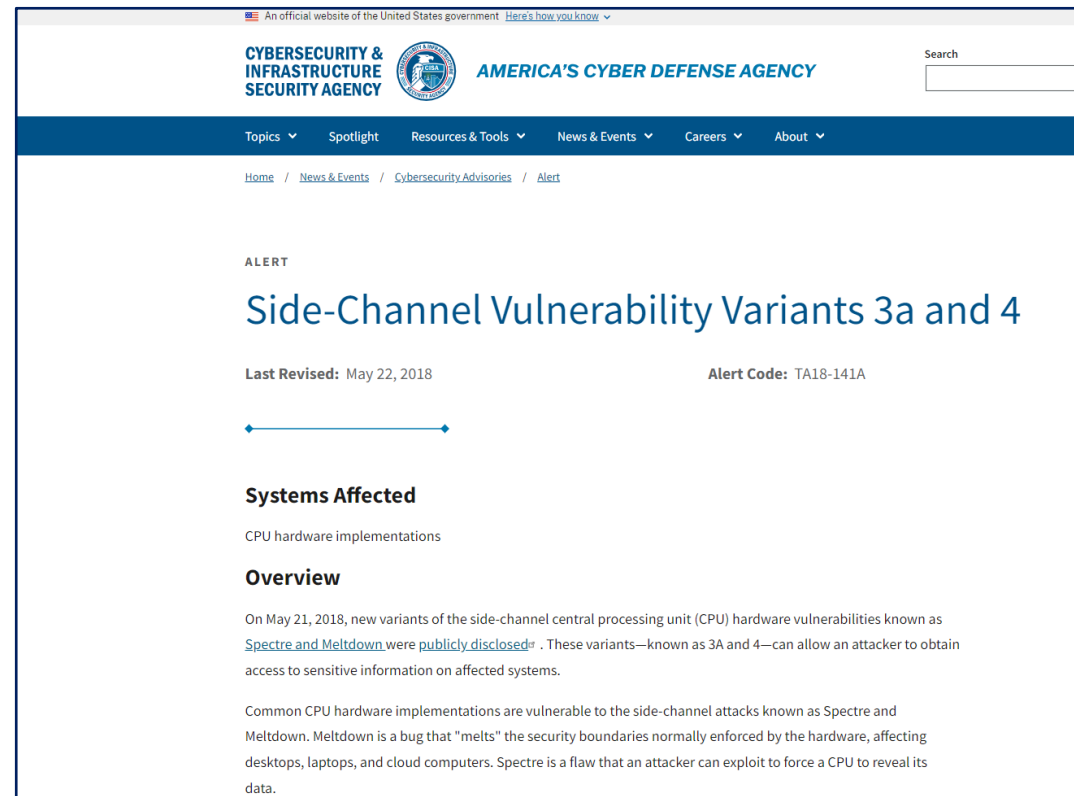 An official website of the United States government Here's how you know
CYBERSECURITY &
INFRASTRUCTURE
SECURITY AGENCY
CISA
AMERICA'S CYBER DEFENSE AGENCY
Search
Topics Spotlight Resources & Tools News & Events Careers About
Home / News & Events / Cybersecurity Advisories / Alert
ALERT
Side-Channel Vulnerability Variants 3a and 4
Last Revised: May 22, 2018 Alert Code: TA18-141A
Systems Affected
CPU hardware implementations
Overview
On May 21, 2018, new variants of the side-channel central processing unit (CPU) hardware vulnerabilities known as
Spectre and Meltdown were publicly disclosed . These variants—known as 3A and 4—can allow an attacker to obtain
access to sensitive information on affected systems.
Common CPU hardware implementations are vulnerable to the side-channel attacks known as Spectre and
Meltdown. Meltdown is a bug that "melts" the security boundaries normally enforced by the hardware, affecting
desktops, laptops, and cloud computers. Spectre is a flaw that an attacker can exploit to force a CPU to reveal its
data.